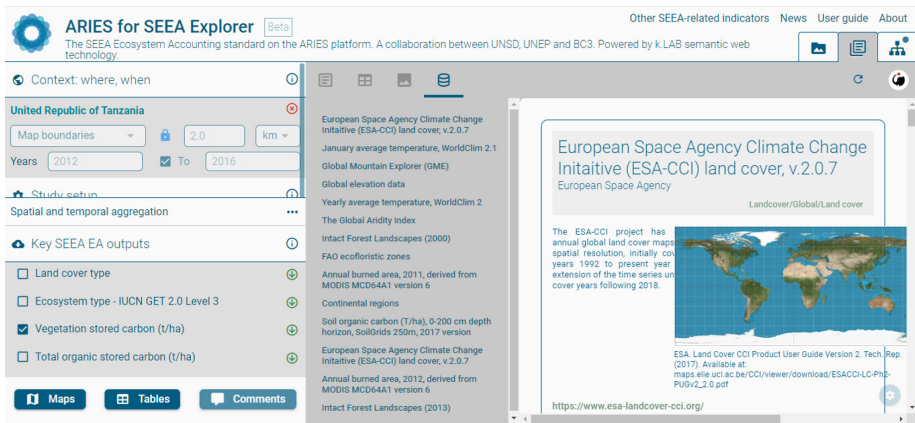 ARIES for SEEA Explorer Beta
The SEEA Ecosystem Accounting standard on the ARIES platform. A collaboration between UNSD, UNEP and BC3. Powered by k.LAB semantic web
technology.
Other SEEA-related indicators News User guide About
Context: where, when
United Republic of Tanzania
Map boundaries 2.0 km
Years 2012 To 2016
Study setup
Spatial and temporal aggregation
Key SEEA EA outputs
Land cover type
Ecosystem type - IUCN GET 2.0 Level 3
Vegetation stored carbon (t/ha)
Total organic stored carbon (t/ha)
Maps Tables Comments
European Space Agency Climate Change
Initaitive (ESA-CCI) land cover, v.2.0.7
January average temperature, WorldClim 2.1
Global Mountain Explorer (GME)
Global elevation data
Yearly average temperature, WorldClim 2
The Global Aridity Index
Intact Forest Landscapes (2000)
FAO ecofloristic zones
Annual burned area, 2011, derived from
MODIS MCD64A1 version 6
Continental regions
Soil organic carbon (T/ha), 0-200 cm depth
horizon, SoilGrids 250m, 2017 version
European Space Agency Climate Change
Initaitive (ESA-CCI) land cover, v.2.0.7
Annual burned area, 2012, derived from
MODIS MCD64A1 version 6
Intact Forest Landscapes (2013)
European Space Agency Climate Change
Initaitive (ESA-CCI) land cover, v.2.0.7
European Space Agency
Landcover/Global/Land cover
The ESA-CCI project has
annual global land cover maps
spatial resolution, initially cov
years 1992 to present year
extension of the time series un
cover years following 2018.
ESA. Land Cover CCI Product User Guide Version 2. Tech. Rep.
(2017). Available at:
maps.elie.ucl.ac.be/CCI/viewer/download/ESACCI-LC-Ph2-
PUGv2_2.0.pdf
https://www.esa-landcover-cci.org/